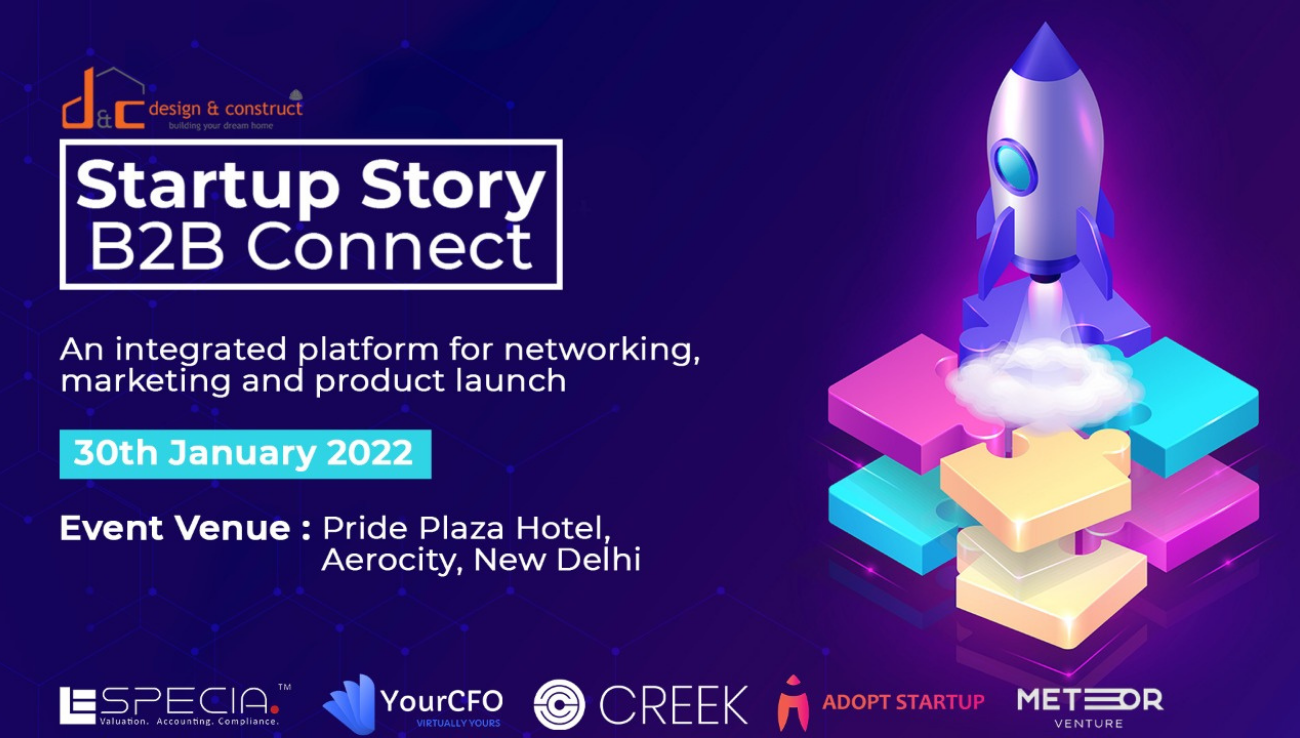 d&c design & construct
building your dream home
Startup Story
B2B Connect
An integrated platform for networking,
marketing and product launch
30th January 2022
Event Venue : Pride Plaza Hotel,
Aerocity, New Delhi
ESPECIA.™
Valuation. Accounting. Compliance.
YourCFO
VIRTUALLY YOURS
CREEK
ADOPT STARTUP
METEOR
VENTURE